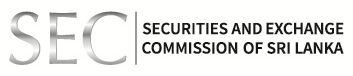 SEC
SECURITIES AND EXCHANGE
COMMISSION OF SRI LANKA